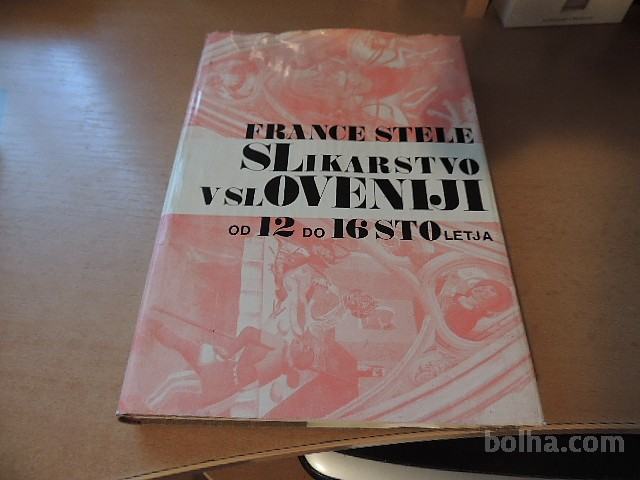 FRANCE STELE
SLIKARSTVO
V SLOVENIJI
OD 12 DO 16 STOLETJA
bolha.com